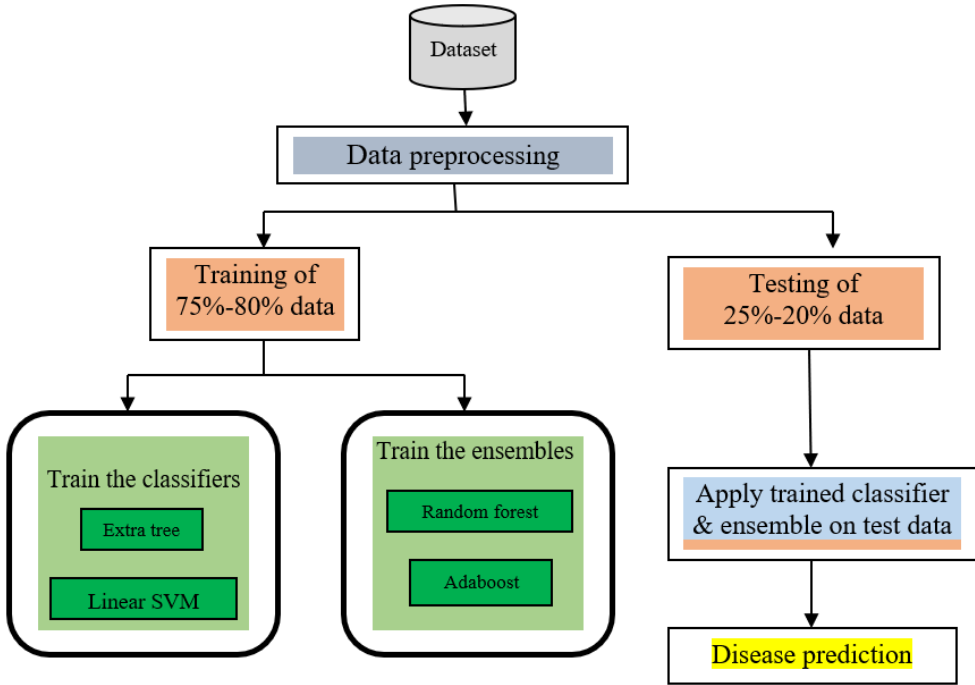 Dataset
Data preprocessing
Training of
75%-80% data
Testing of
25%-20% data
Train the classifiers
Extra tree
Linear SVM
Train the ensembles
Random forest
Adaboost
Apply trained classifier
& ensemble on test data
Disease prediction